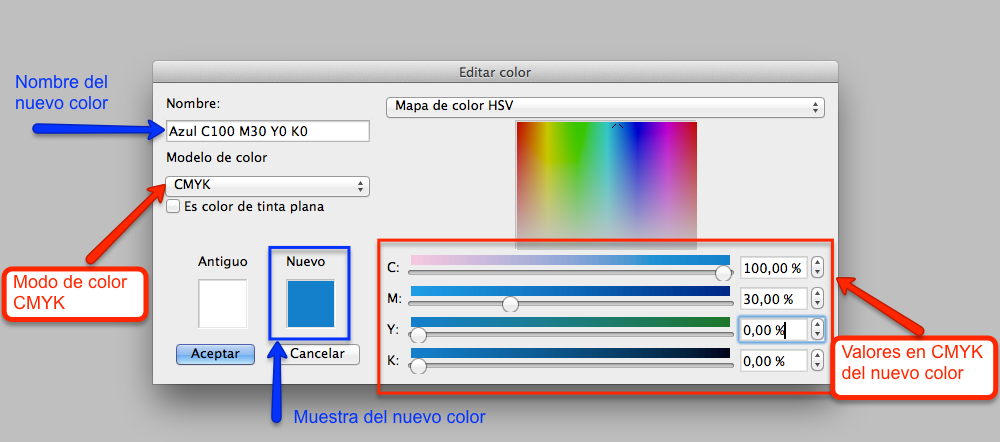 Editar color
Nombre del
nuevo color
Nombre:
Mapa de color HSV
Azul C100 M30 Y0 K0
Modelo de color
CMYK
Es color de tinta plana
Antiguo
Nuevo
C:
100,00 %
Modo de color
CMYK
M:
30,00 %
Y:
0,00 %
Aceptar
Cancelar
K:
0,00 %
Valores en CMYK
del nuevo color
Muestra del nuevo color